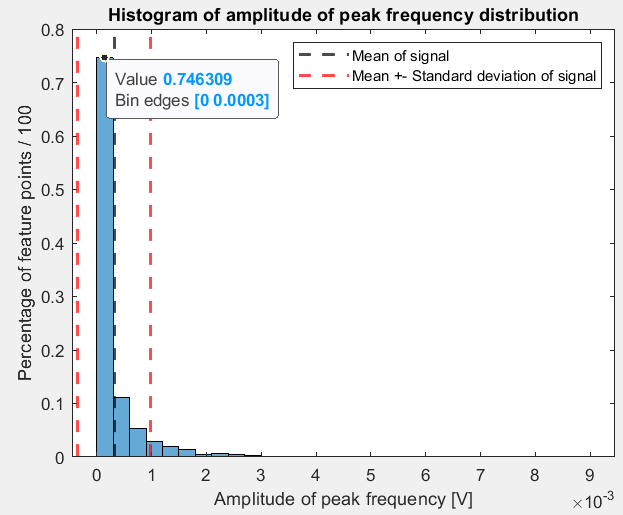 Histogram of amplitude of peak frequency distribution
0.8
0.7
0.6
0.5
0.4
0.3
0.2
0.1
0
Percentage of feature points / 100
Value 0.746309
Bin edges [0 0.0003]
Mean of signal
Mean +- Standard deviation of signal
0 1 2 3 4 5 6 7 8 9
Amplitude of peak frequency [V]
×10⁻³